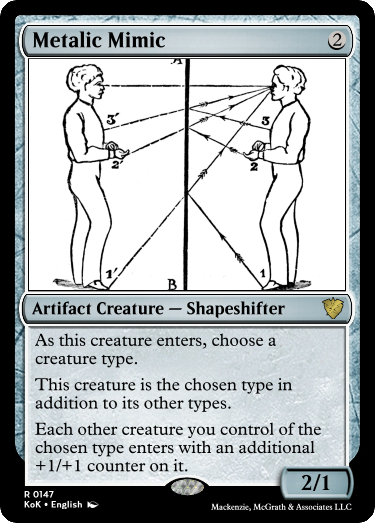 Metalic Mimic 2
A
3'
3
2'
2
1'
B
1
Artifact Creature — Shapeshifter
As this creature enters, choose a
creature type.
This creature is the chosen type in
addition to its other types.
Each other creature you control of the
chosen type enters with an additional
+1/+1 counter on it.
2/1
R 0147
KoK • English
Mackenzie, McGrath & Associates LLC